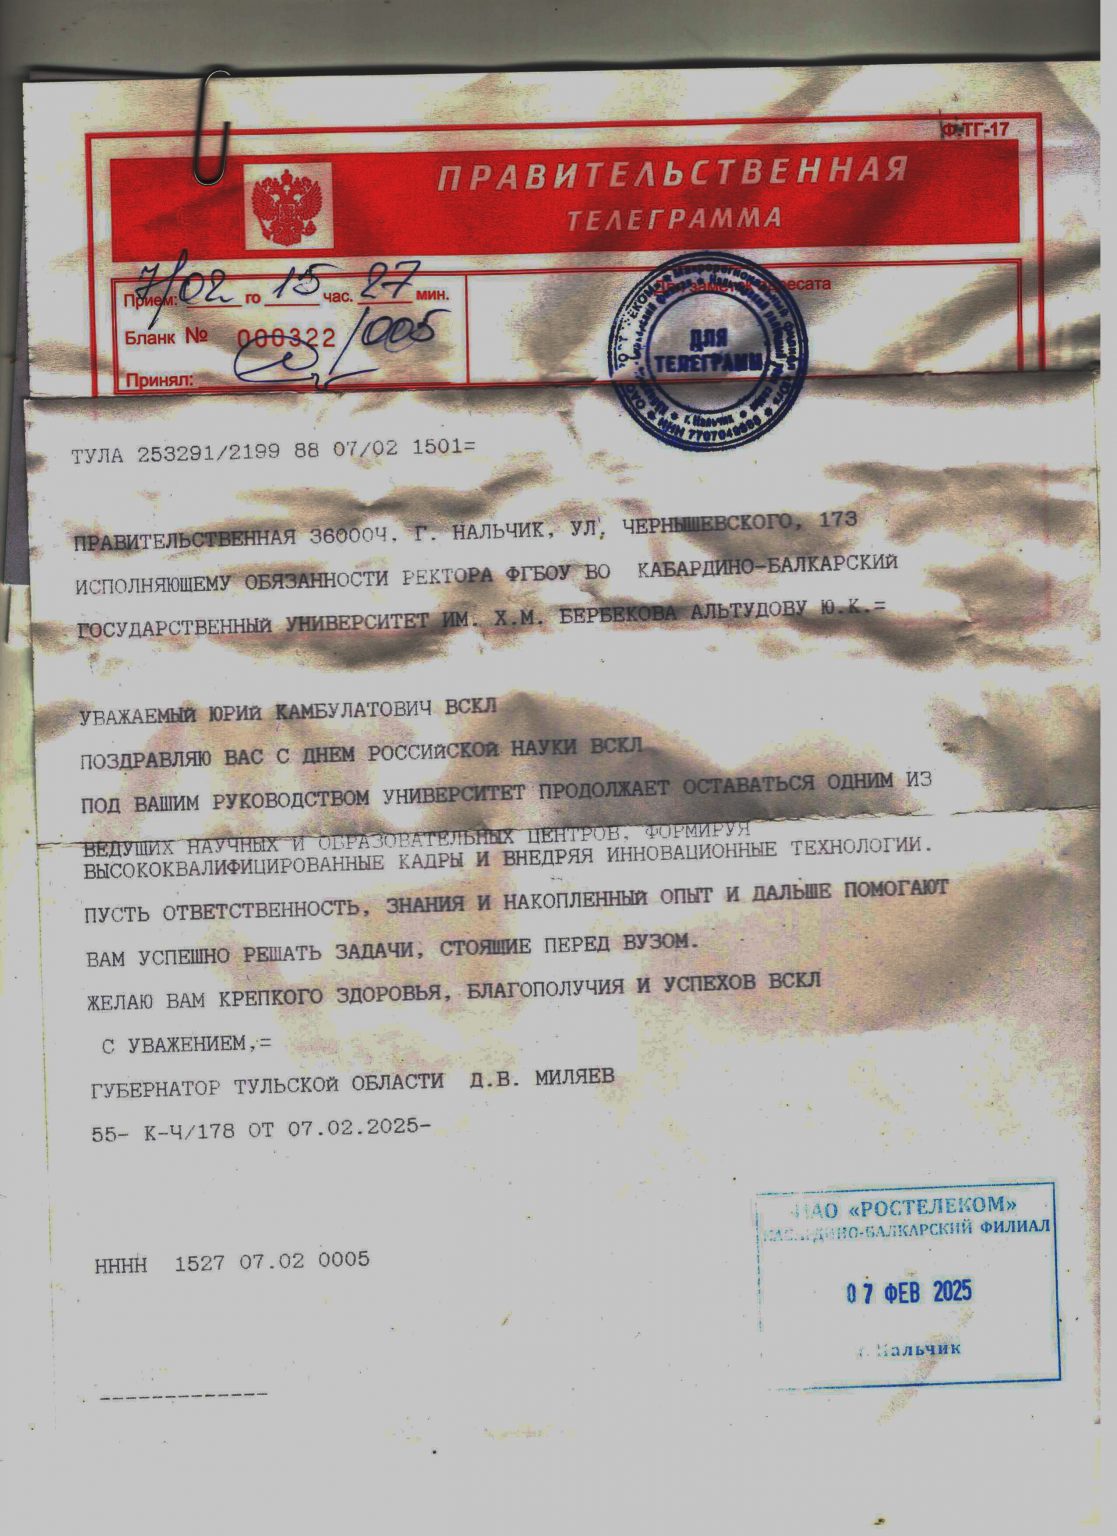 Ф.ТГ-17
ПРАВИТЕЛЬСТВЕННАЯ
ТЕЛЕГРАММА
Прием: 7/02 го 15 час. 27 мин.
Бланк № 000322 /005
Принял:
ДЛЯ
ТЕЛЕГРАММ
г. Нальчик
ТУЛА 253291/2199 88 07/02 1501=
ПРАВИТЕЛЬСТВЕННАЯ 36000Ч. Г. НАЛЬЧИК, УЛ, ЧЕРНЫШЕВСКОГО, 173
ИСПОЛНЯЮЩЕМУ ОБЯЗАННОСТИ РЕКТОРА ФГБОУ ВО КАБАРДИНО-БАЛКАРСКИЙ
ГОСУДАРСТВЕННЫЙ УНИВЕРСИТЕТ ИМ. Х.М. БЕРБЕКОВА АЛЬТУДОВУ Ю.К.=
УВАЖАЕМЫЙ ЮРИЙ КАМБУЛАТОВИЧ ВСКЛ
ПОЗДРАВЛЯЮ ВАС С ДНЕМ РОССИЙСКОЙ НАУКИ ВСКЛ
ПОД ВАШИМ РУКОВОДСТВОМ УНИВЕРСИТЕТ ПРОДОЛЖАЕТ ОСТАВАТЬСЯ ОДНИМ ИЗ
ВЕДУЩИХ НАУЧНЫХ И ОБРАЗОВАТЕЛЬНЫХ ЦЕНТРОВ, ФОРМИРУЯ
ВЫСОКОКВАЛИФИЦИРОВАННЫЕ КАДРЫ И ВНЕДРЯЯ ИННОВАЦИОННЫЕ ТЕХНОЛОГИИ.
ПУСТЬ ОТВЕТСТВЕННОСТЬ, ЗНАНИЯ И НАКОПЛЕННЫЙ ОПЫТ И ДАЛЬШЕ ПОМОГАЮТ
ВАМ УСПЕШНО РЕШАТЬ ЗАДАЧИ, СТОЯЩИЕ ПЕРЕД ВУЗОМ.
ЖЕЛАЮ ВАМ КРЕПКОГО ЗДОРОВЬЯ, БЛАГОПОЛУЧИЯ И УСПЕХОВ ВСКЛ
С УВАЖЕНИЕМ,=
ГУБЕРНАТОР ТУЛЬСКОЙ ОБЛАСТИ Д.В. МИЛЯЕВ
55- К-Ч/178 ОТ 07.02.2025-
НННН 1527 07.02 0005
ПАО «РОСТЕЛЕКОМ»
КАБАРДИНО-БАЛКАРСКИЙ ФИЛИАЛ
07 ФЕВ 2025
г. Нальчик